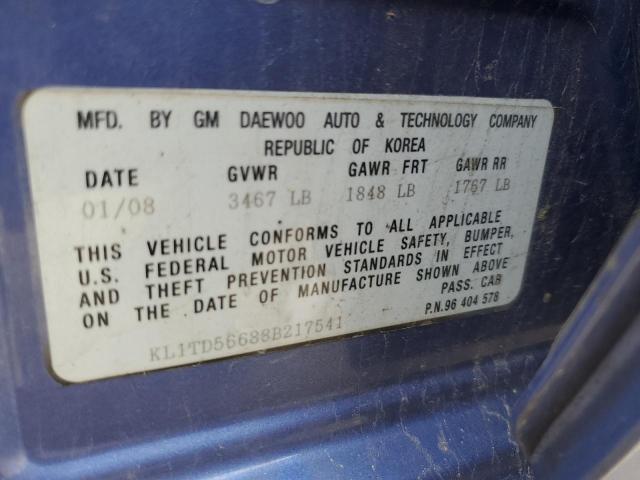 MFD. BY GM DAEWOO AUTO & TECHNOLOGY COMPANY
REPUBLIC OF KOREA
DATE GVWR GAWR FRT GAWR RR
01/08 3467 LB 1848 LB 1767 LB
THIS VEHICLE CONFORMS TO ALL APPLICABLE
U.S. FEDERAL MOTOR VEHICLE SAFETY, BUMPER,
AND THEFT PREVENTION STANDARDS IN EFFECT
ON THE DATE OF MANUFACTURE SHOWN ABOVE
PASS. CAR
P.N. 96 404 578
KL1TD56688B217541